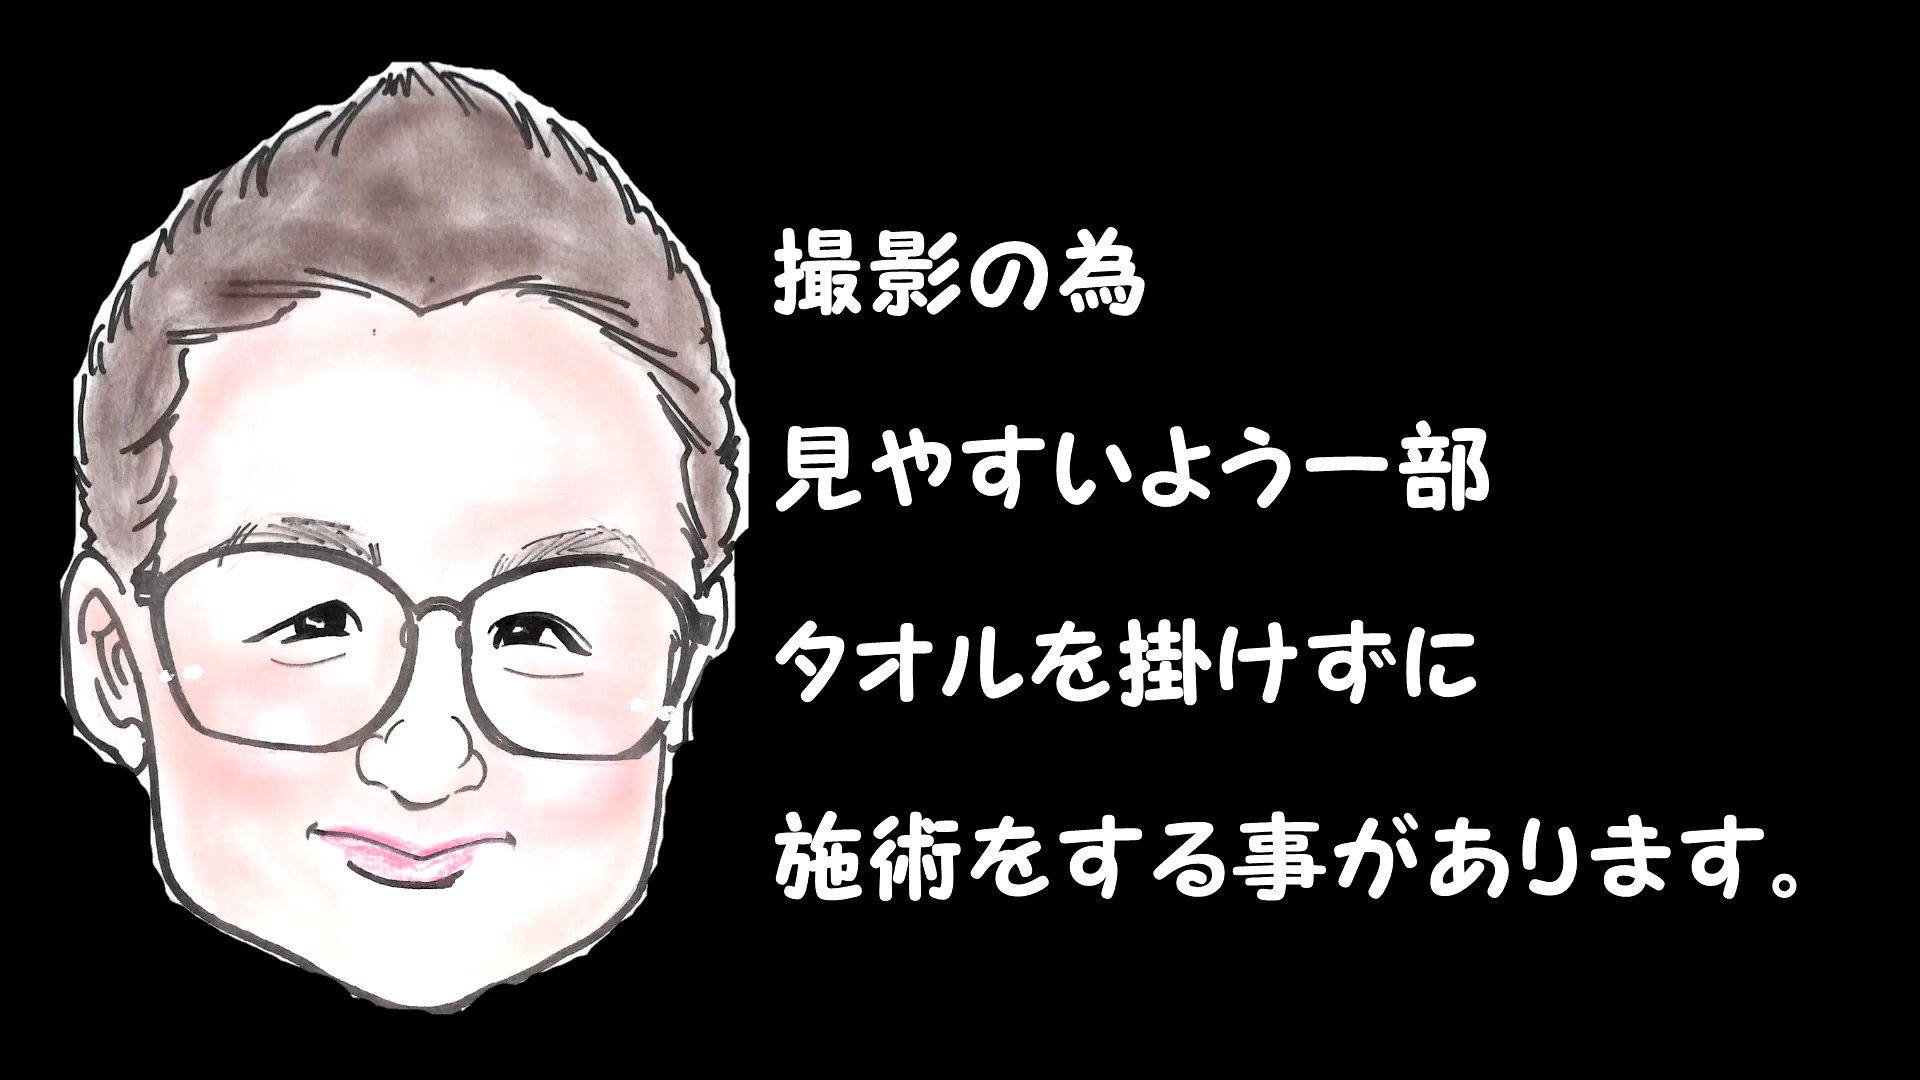 撮影の為
見やすいよう一部
タオルを掛けずに
施術をする事があります。